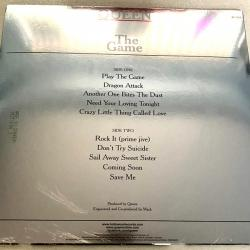 QUEEN
The
Game
SIDE ONE
Play The Game
Dragon Attack
Another One Bites The Dust
Need Your Loving Tonight
Crazy Little Thing Called Love
SIDE TWO
Rock It (prime jive)
Don't Try Suicide
Sail Away Sweet Sister
Coming Soon
Save Me
Produced by Queen
Engineered and Co-produced by Mack